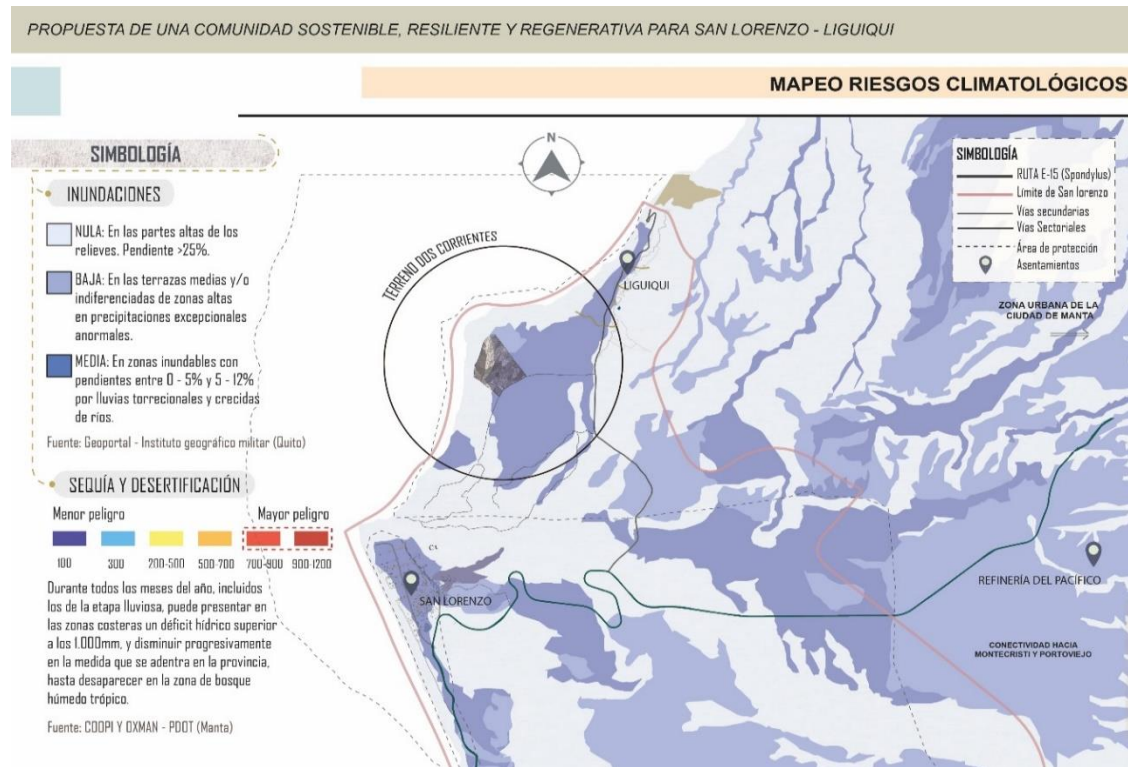 PROPUESTA DE UNA COMUNIDAD SOSTENIBLE, RESILIENTE Y REGENERATIVA PARA SAN LORENZO - LIGUIQUI
MAPEO RIESGOS CLIMATOLÓGICOS
SIMBOLOGÍA
INUNDACIONES
NULA: En las partes altas de los
relieves. Pendiente >25%.
BAJA: En las terrazas medias y/o
indiferenciadas de zonas altas
en precipitaciones excepcionales
anormales.
MEDIA: En zonas inundables con
pendientes entre 0 - 5% y 5 - 12%
por lluvias torrecionales y crecidas
de ríos.
Fuente: Geoportal - Instituto geográfico militar (Quito)
SEQUÍA Y DESERTIFICACIÓN
Menor peligro
Mayor peligro
100
300
200-500
500-700
700-900
900-1200
Durante todos los meses del año, incluidos
los de la etapa lluviosa, puede presentar en
las zonas costeras un déficit hídrico superior
a los 1.000mm, y disminuir progresivamente
en la medida que se adentra en la provincia,
hasta desaparecer en la zona de bosque
húmedo trópico.
Fuente: COOPI Y OXMAN - PDOT (Manta)
N
TERRENO DOS CORRIENTES
LIGUIQUI
SAN LORENZO
SIMBOLOGÍA
RUTA E-15 (Spondylus)
Límite de San lorenzo
Vías secundarias
Vías Sectoriales
Área de protección
Asentamientos
ZONA URBANA DE LA
CIUDAD DE MANTA
REFINERÍA DEL PACÍFICO
CONECTIVIDAD HACIA
MONTECRISTI Y PORTOVIEJO